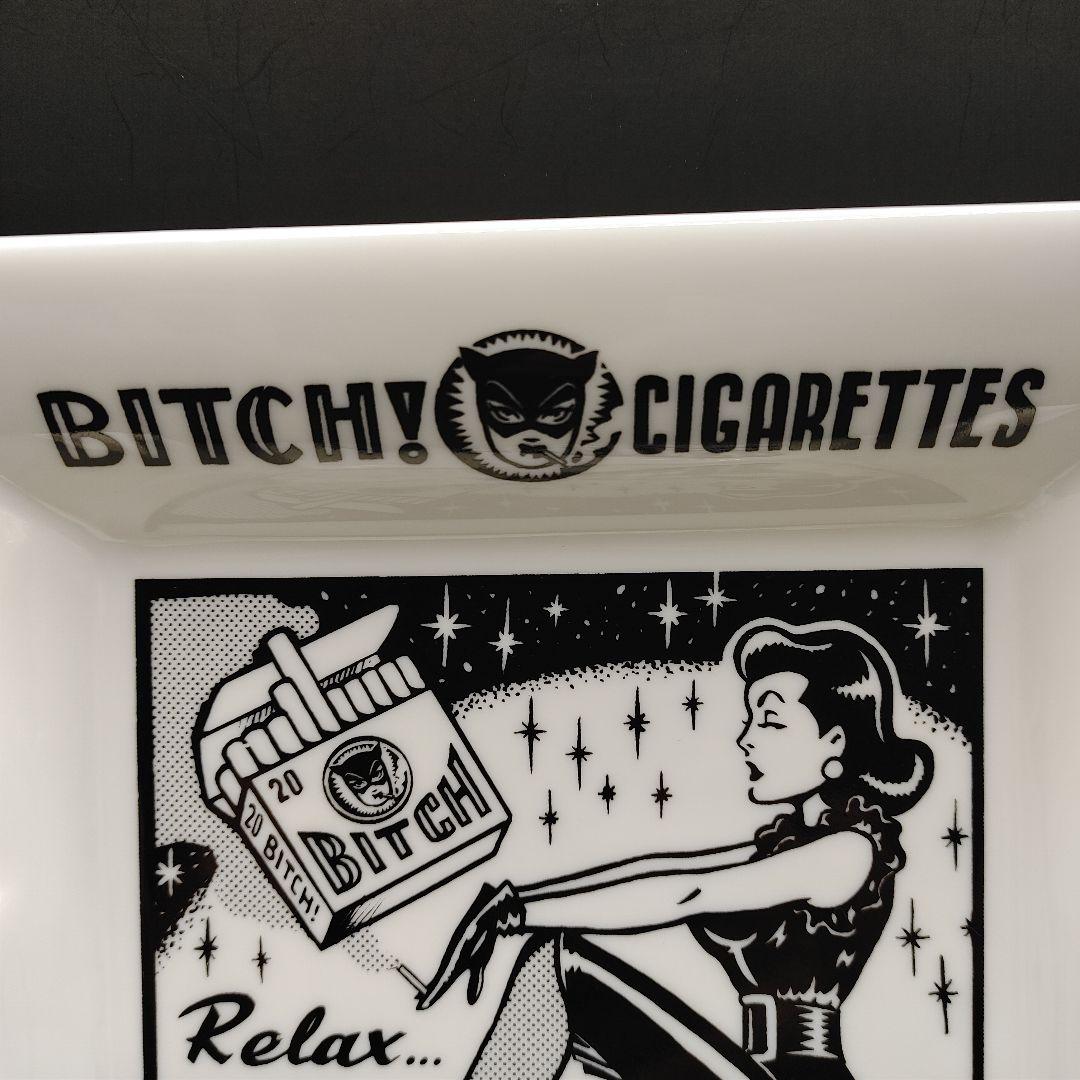 BITCH! CIGARETTES
20
BITCH
20 BITCH!
Relax...